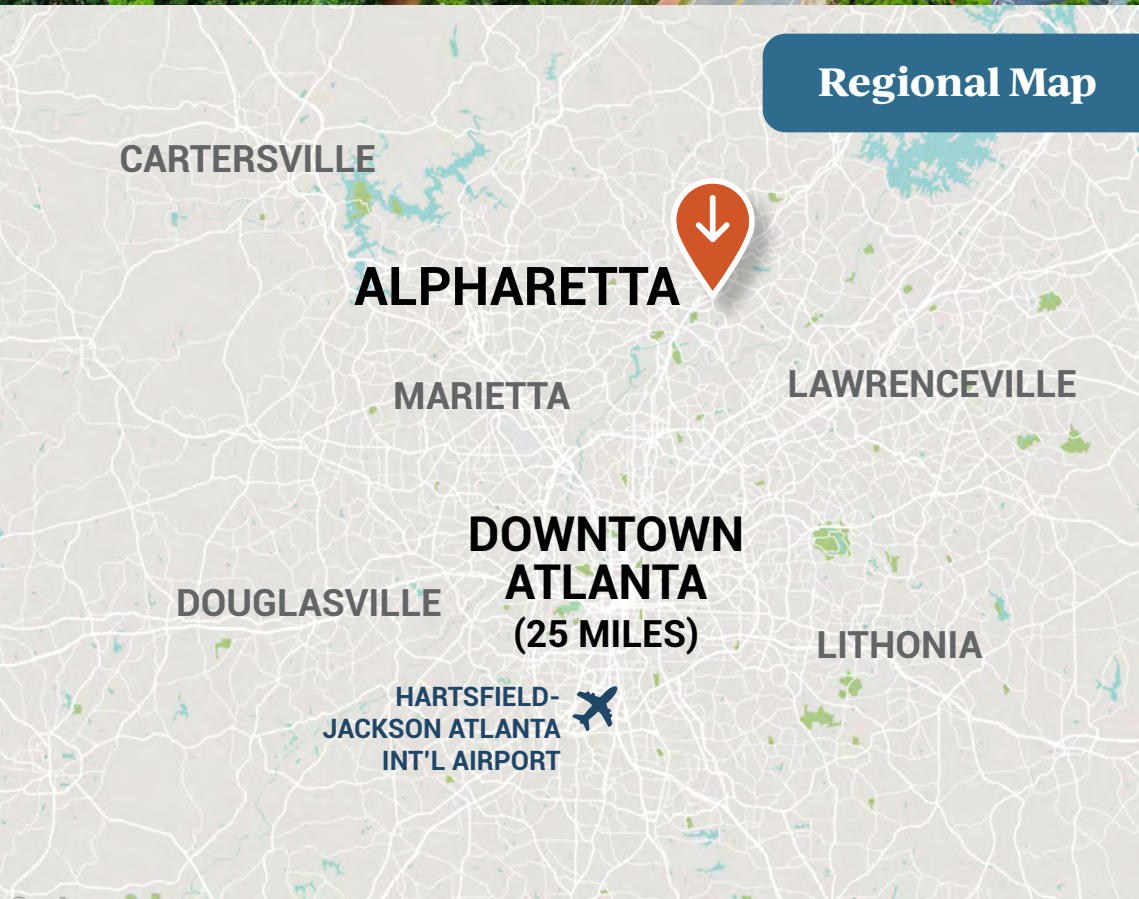 Regional Map
CARTERSVILLE
ALPHARETTA
MARIETTA
LAWRENCEVILLE
DOWNTOWN
ATLANTA
(25 MILES)
DOUGLASVILLE
LITHONIA
HARTSFIELD-
JACKSON ATLANTA
INT'L AIRPORT